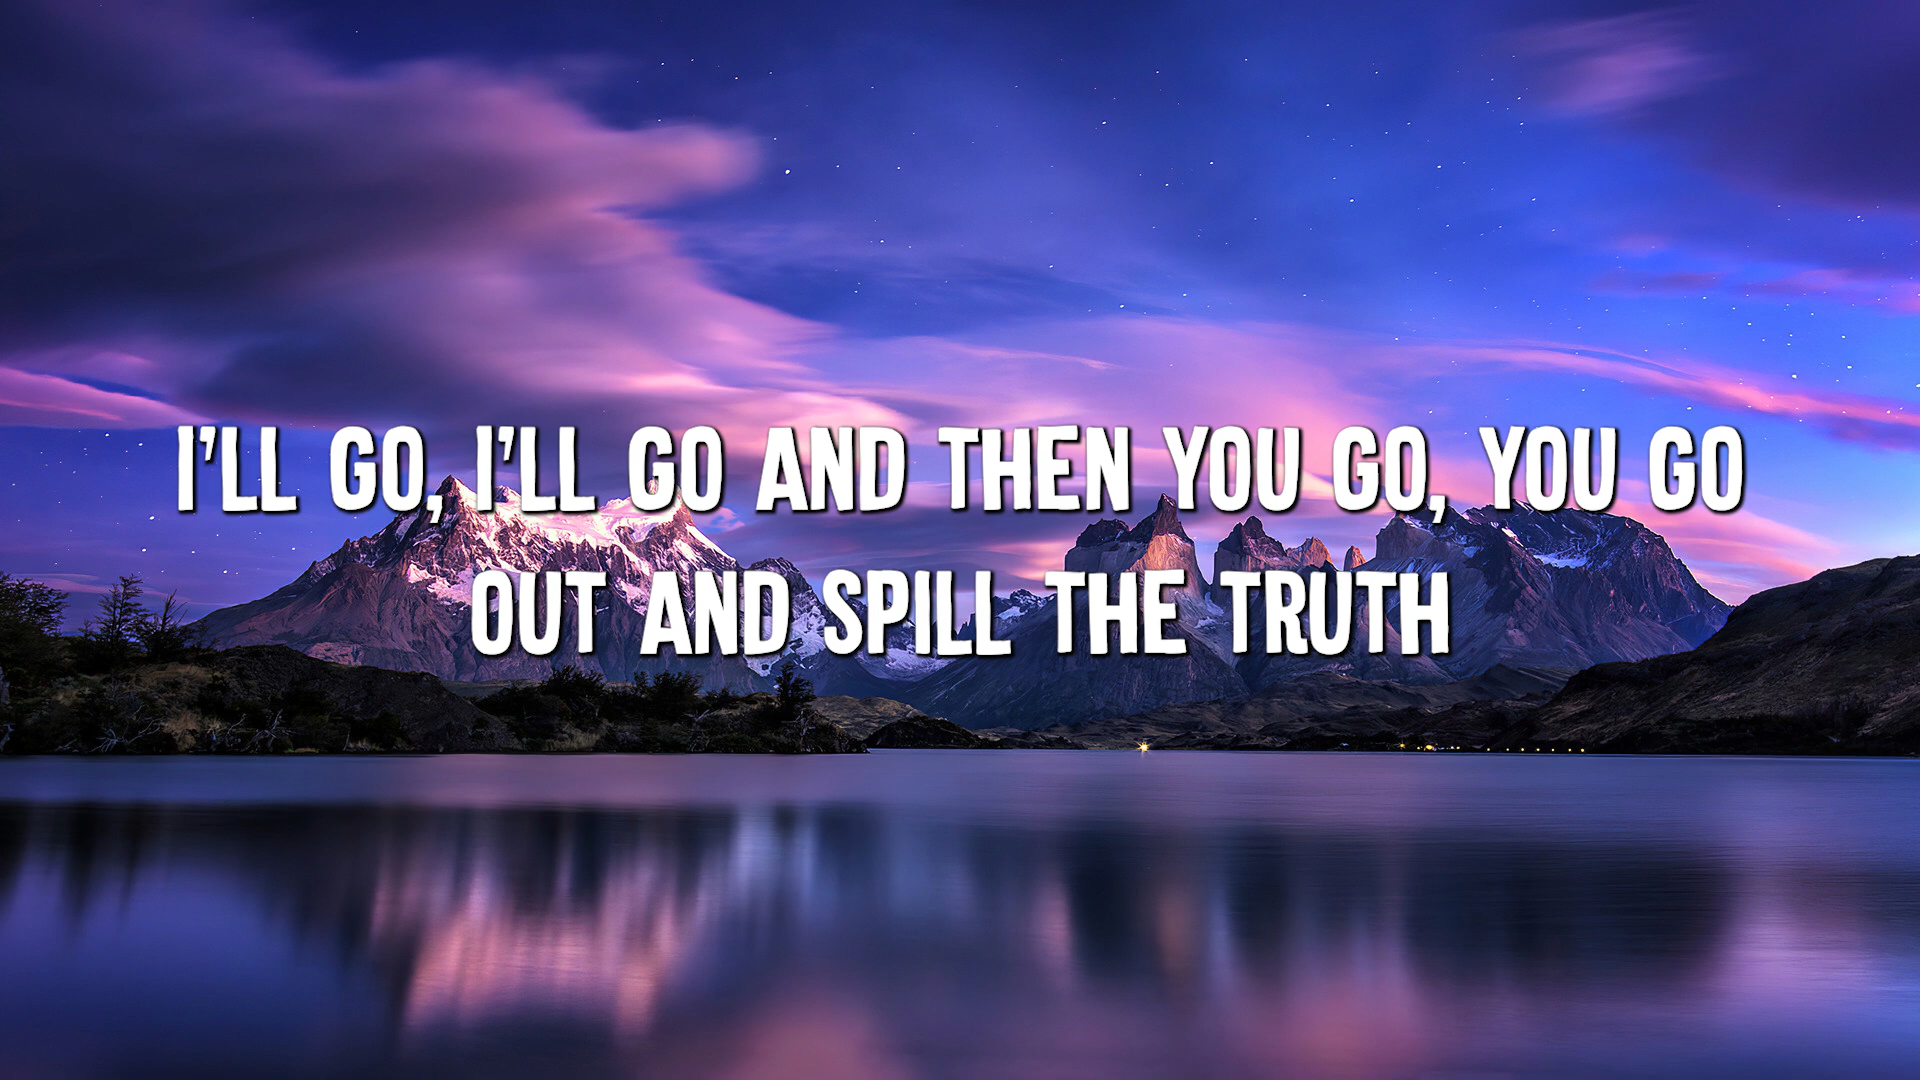 I'LL GO, I'LL GO AND THEN YOU GO, YOU GO
OUT AND SPILL THE TRUTH